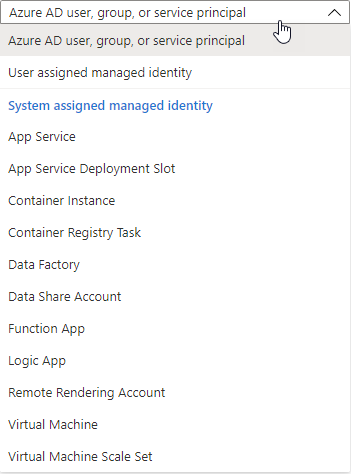 Azure AD user, group, or service principal
Azure AD user, group, or service principal
User assigned managed identity
System assigned managed identity
App Service
App Service Deployment Slot
Container Instance
Container Registry Task
Data Factory
Data Share Account
Function App
Logic App
Remote Rendering Account
Virtual Machine
Virtual Machine Scale Set